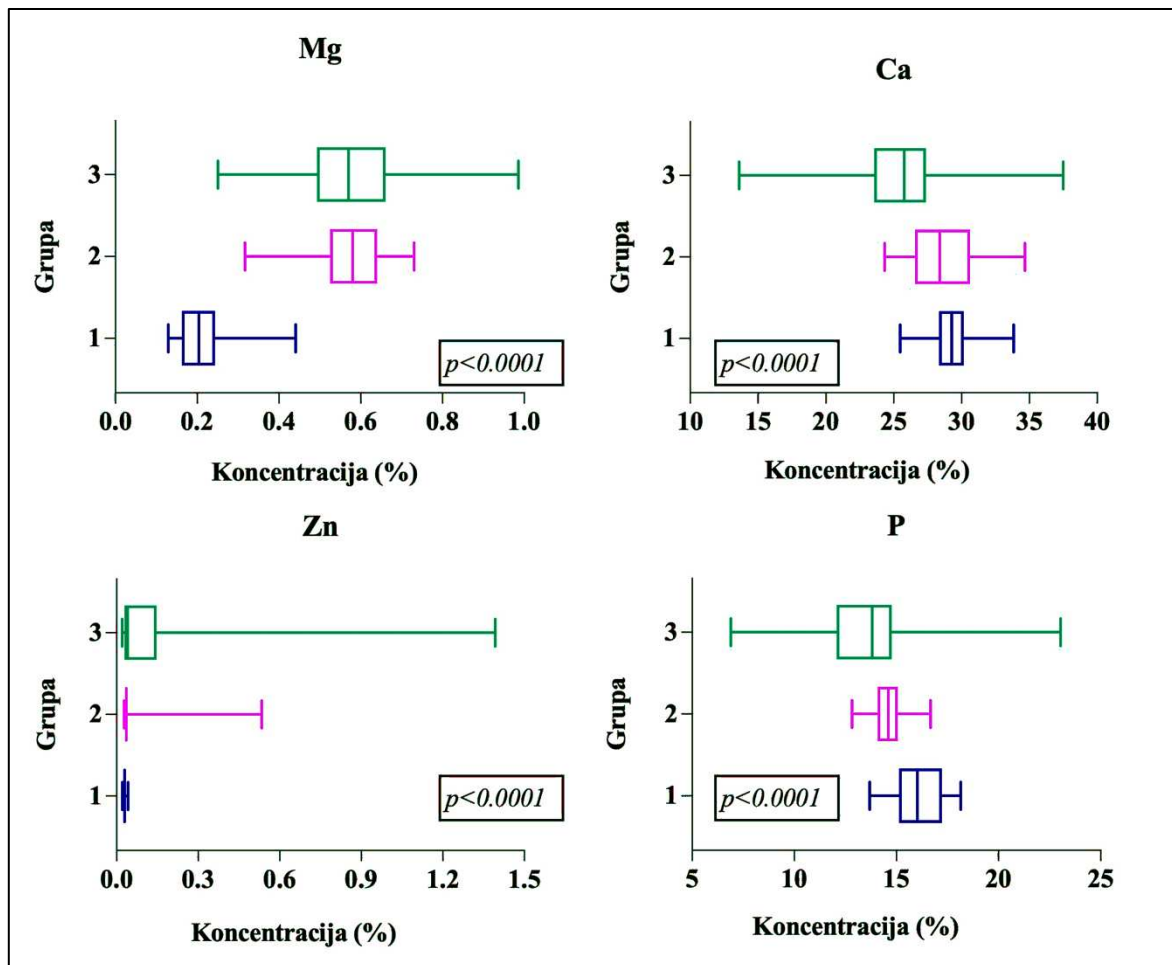 Mg
Grupa
3
2
1
p<0.0001
0.0 0.2 0.4 0.6 0.8 1.0
Koncentracija (%)
Ca
Grupa
3
2
1
p<0.0001
10 15 20 25 30 35 40
Koncentracija (%)
Zn
Grupa
3
2
1
p<0.0001
0.0 0.3 0.6 0.9 1.2 1.5
Koncentracija (%)
P
Grupa
3
2
1
p<0.0001
5 10 15 20 25
Koncentracija (%)